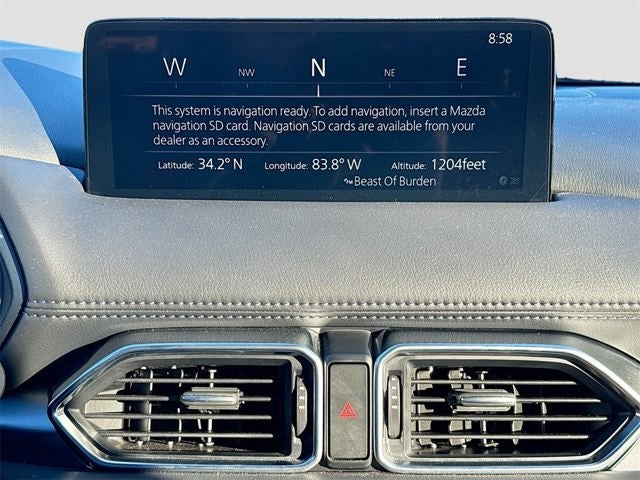 8:58
W NW N NE E
This system is navigation ready. To add navigation, insert a Mazda
navigation SD card. Navigation SD cards are available from your
dealer as an accessory.
Latitude: 34.2° N Longitude: 83.8° W Altitude: 1204feet
Beast Of Burden